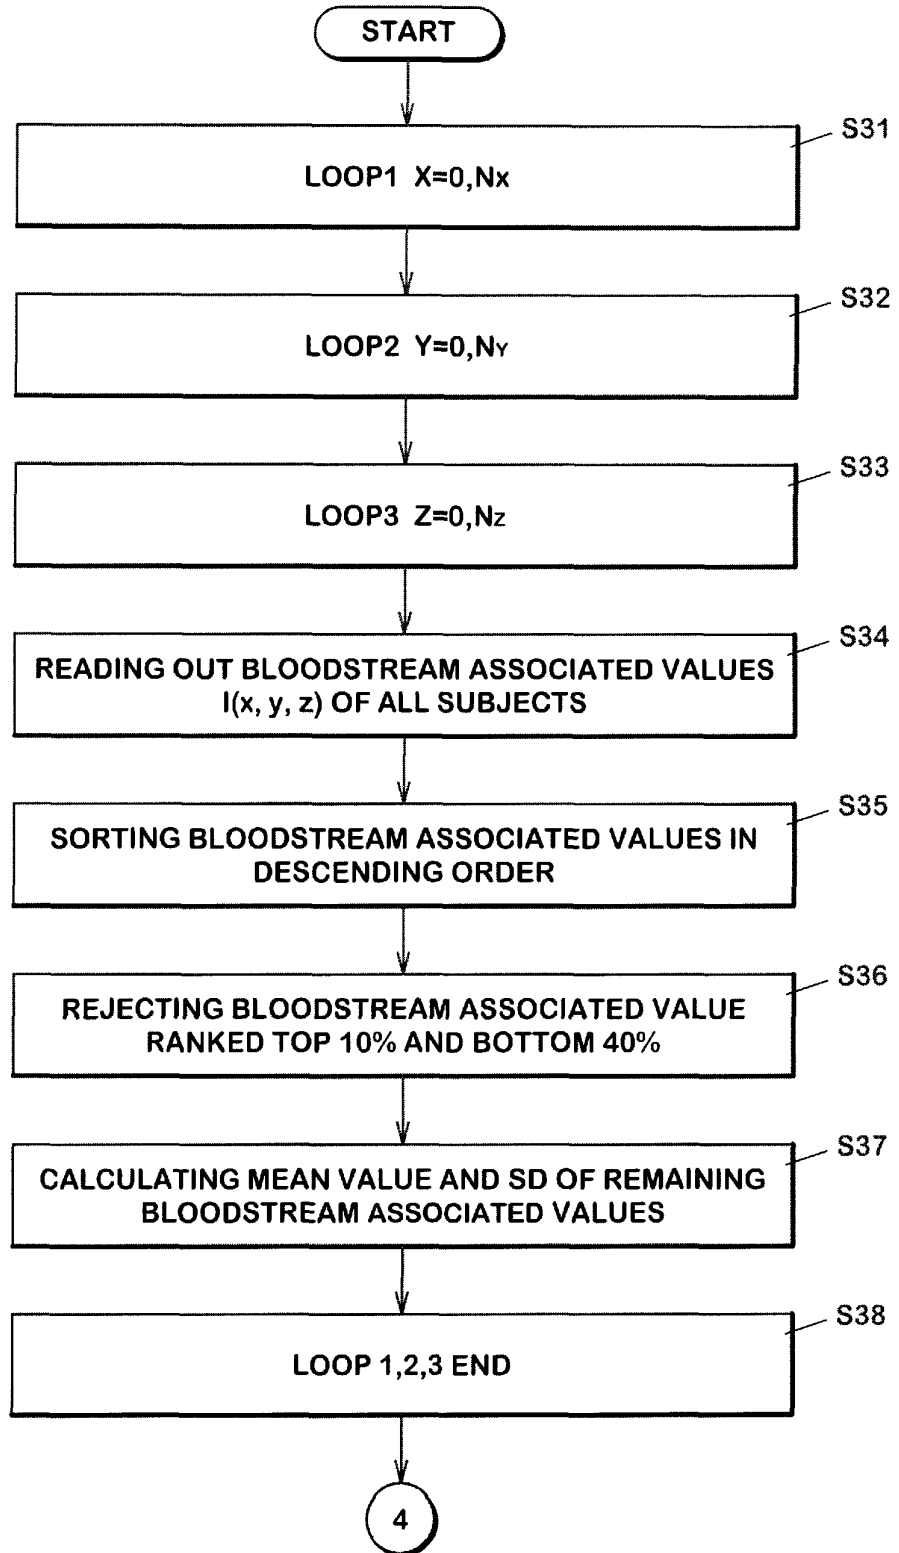 START
S31
LOOP1 X=0,Nx
S32
LOOP2 Y=0,NY
S33
LOOP3 Z=0,Nz
S34
READING OUT BLOODSTREAM ASSOCIATED VALUES
I(x, y, z) OF ALL SUBJECTS
S35
SORTING BLOODSTREAM ASSOCIATED VALUES IN
DESCENDING ORDER
S36
REJECTING BLOODSTREAM ASSOCIATED VALUE
RANKED TOP 10% AND BOTTOM 40%
S37
CALCULATING MEAN VALUE AND SD OF REMAINING
BLOODSTREAM ASSOCIATED VALUES
S38
LOOP 1,2,3 END
4